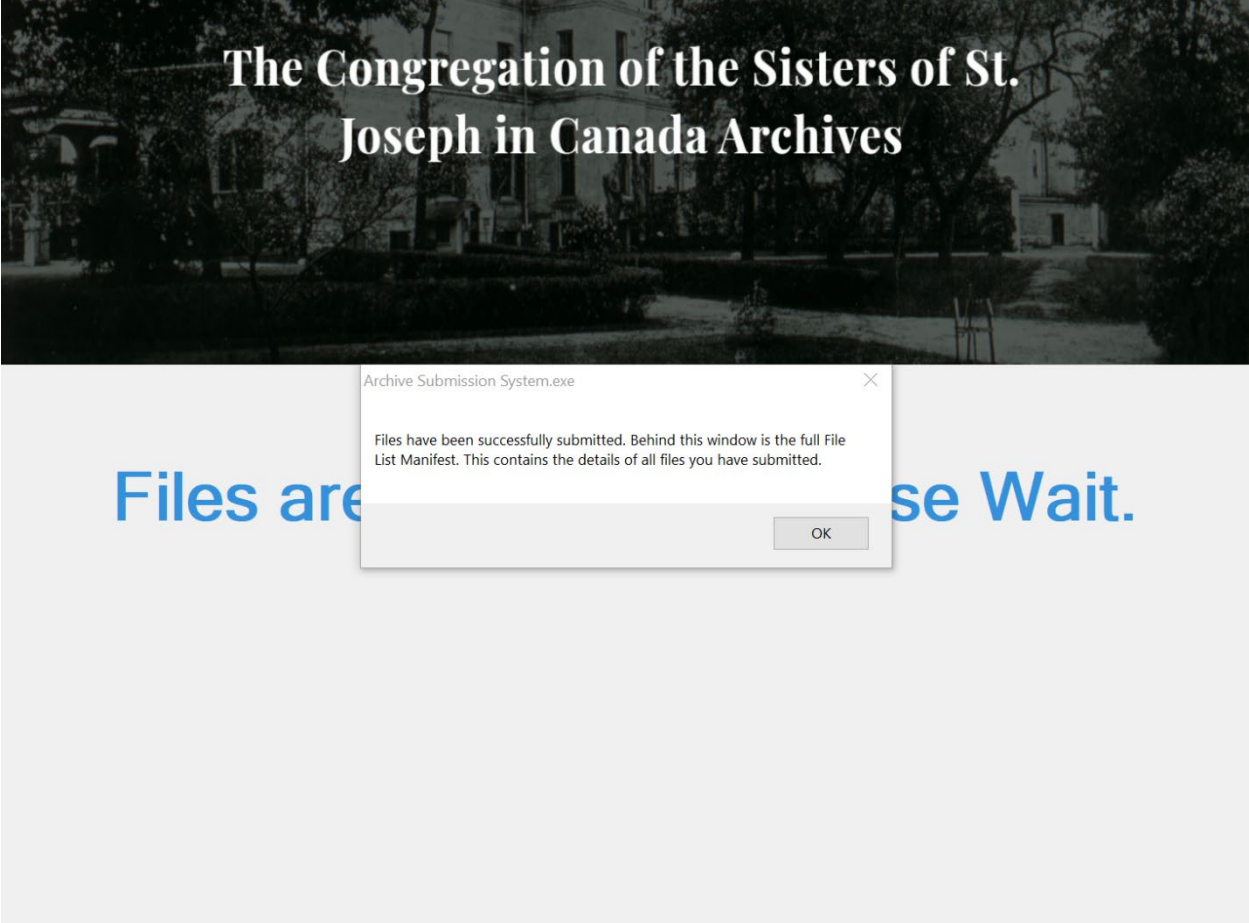 The Congregation of the Sisters of St.
Joseph in Canada Archives
Archive Submission System.exe
Files have been successfully submitted. Behind this window is the full File
List Manifest. This contains the details of all files you have submitted.
Files are se Wait.
OK